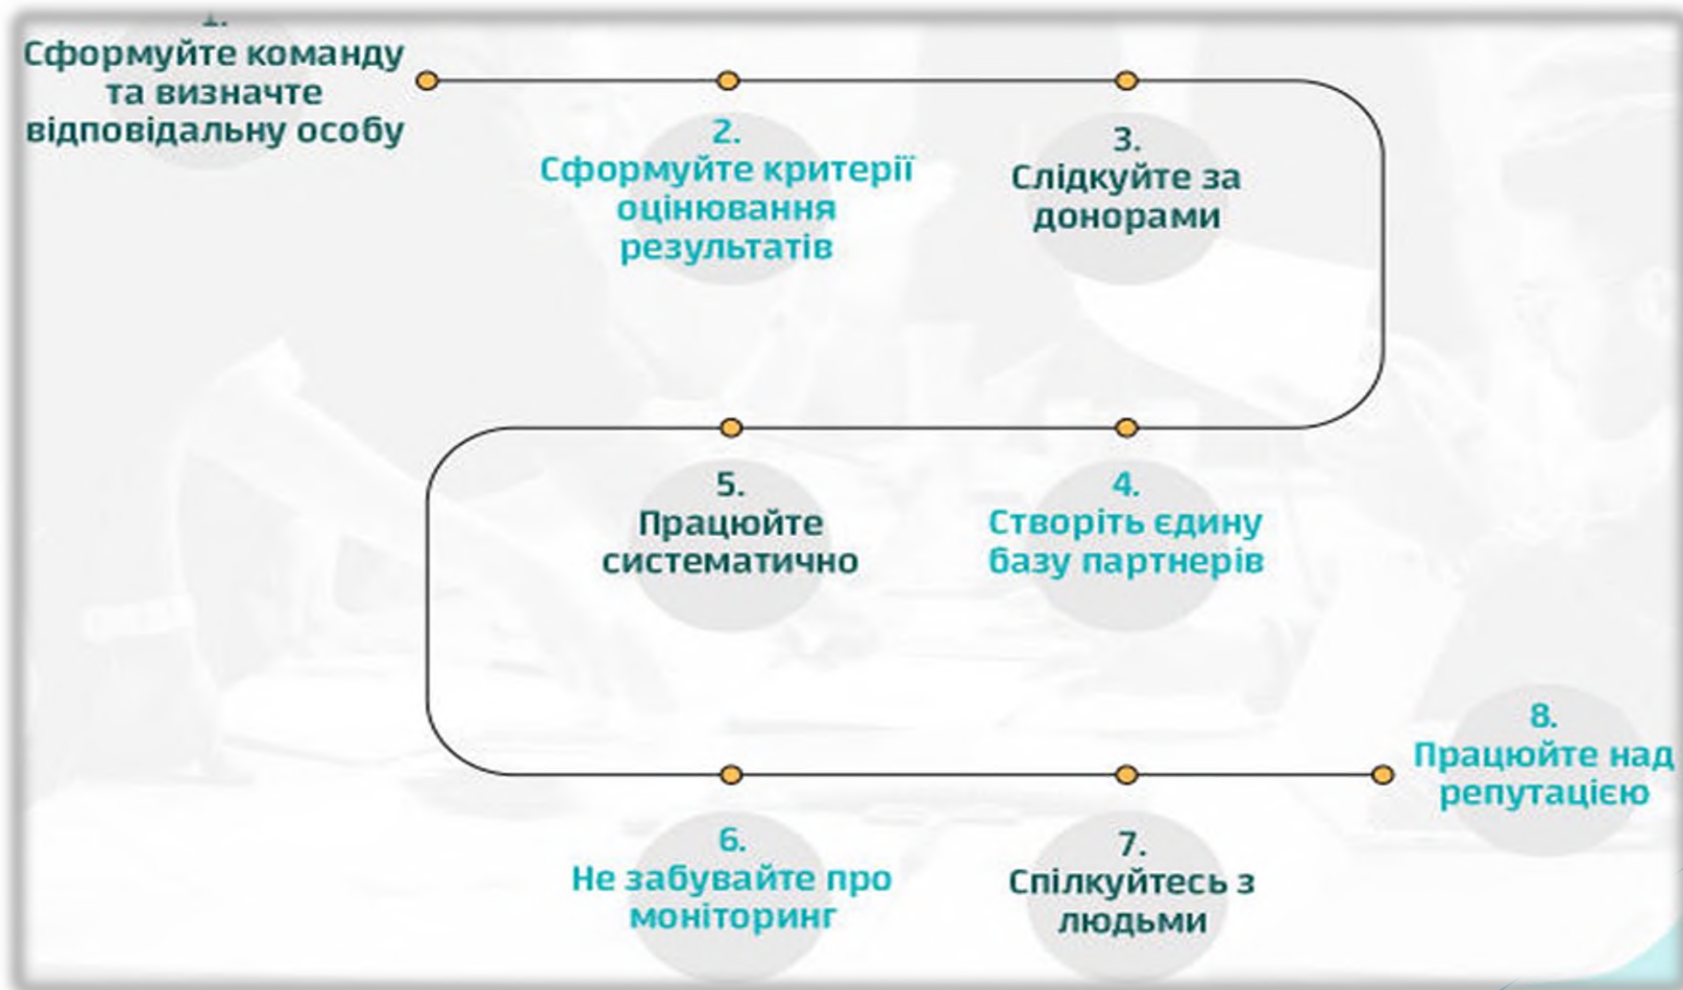 1.
Сформуйте команду
та визначте
відповідальну особу
2.
Сформуйте критерії
оцінювання
результатів
3.
Слідкуйте за
донорами
4.
Створіть єдину
базу партнерів
5.
Працюйте
систематично
6.
Не забувайте про
моніторинг
7.
Спілкуйтесь з
людьми
8.
Працюйте над
репутацією